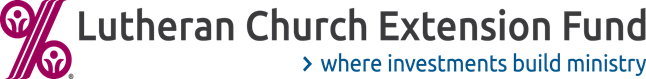 Lutheran Church Extension Fund
> where investments build ministry
®